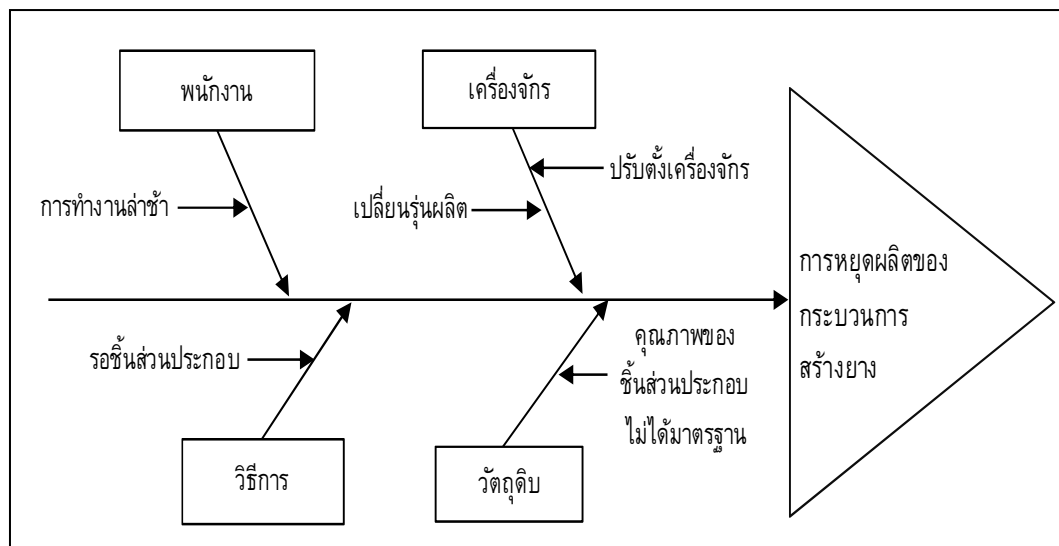 พนักงาน
เครื่องจักร
ปรับตั้งเครื่องจักร
การทำงานล่าช้า
เปลี่ยนรุ่นผลิต
การหยุดผลิตของ
กระบวนการ
สร้างยาง
รอชิ้นส่วนประกอบ
คุณภาพของ
ชิ้นส่วนประกอบ
ไม่ได้มาตรฐาน
วิธีการ
วัตถุดิบ